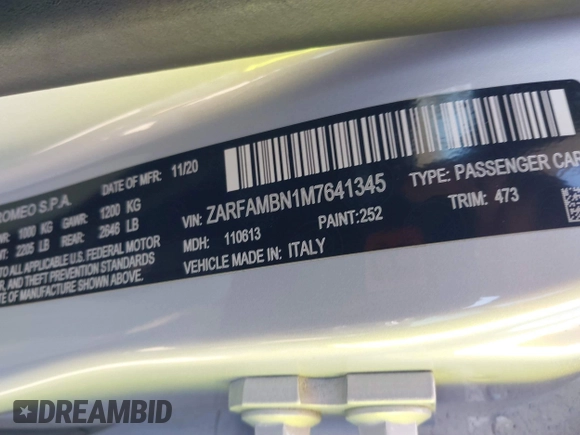 ROMEO S.P.A. DATE OF MFR: 11/20
GAWR: GAWR:
1000 KG 1200 KG
2205 LB REAR: 2646 LB
TO ALL APPLICABLE U.S. FEDERAL MOTOR
AND THEFT PREVENTION STANDARDS
DATE OF MANUFACTURE SHOWN ABOVE.
VIN: ZARFAMBN1M7641345 TYPE: PASSENGER CAR
MDH: 110613 PAINT:252 TRIM: 473
VEHICLE MADE IN: ITALY
DREAMBID